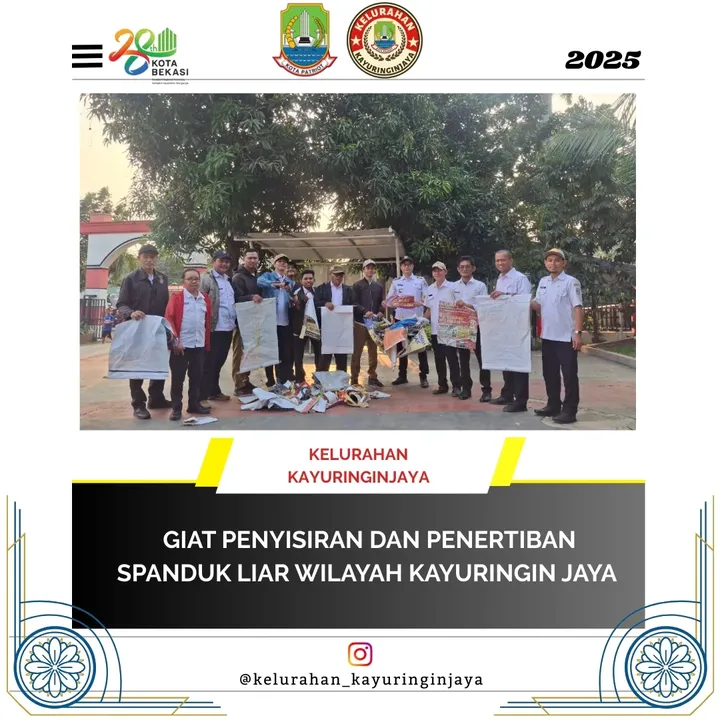 28th
KOTA
BEKASI
KOTA PATRIOT
KELURAHAN
KAYURINGINJAYA
2025
KELURAHAN
KAYURINGINJAYA
GIAT PENYISIRAN DAN PENERTIBAN
SPANDUK LIAR WILAYAH KAYURINGIN JAYA
@kelurahan_kayuringinjaya